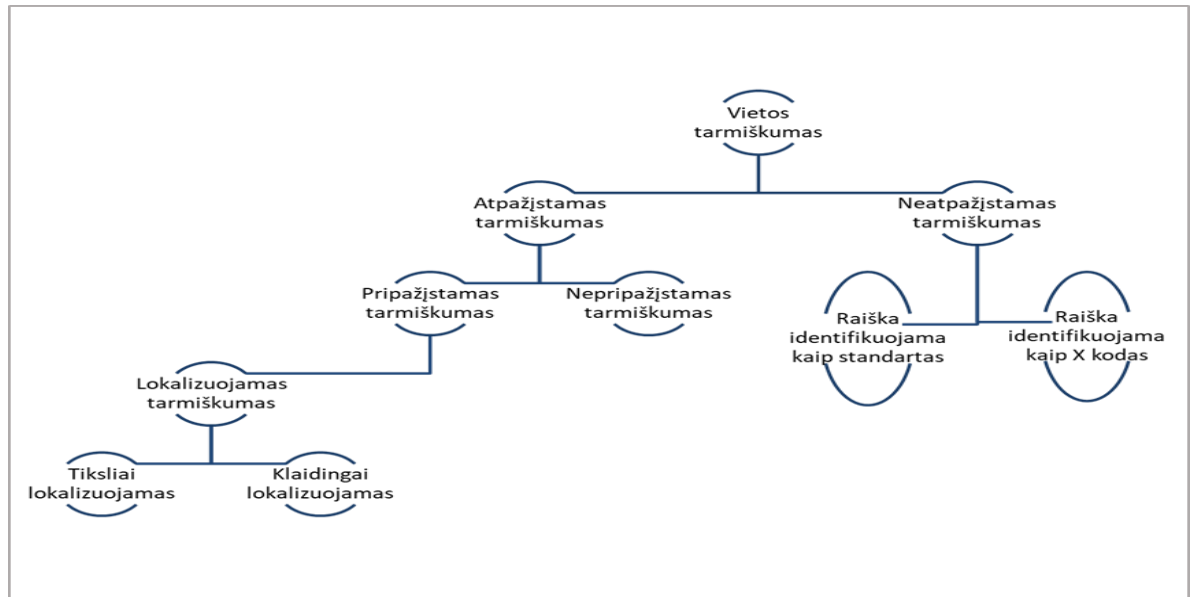 Vietos
tarmiškumas
Atpažįstamas
tarmiškumas
Neatpažįstamas
tarmiškumas
Pripažįstamas
tarmiškumas
Nepripažįstamas
tarmiškumas
Raiška
identifikuojama
kaip standartas
Raiška
identifikuojama
kaip X kodas
Lokalizuojamas
tarmiškumas
Tiksliai
lokalizuojamas
Klaidingai
lokalizuojamas